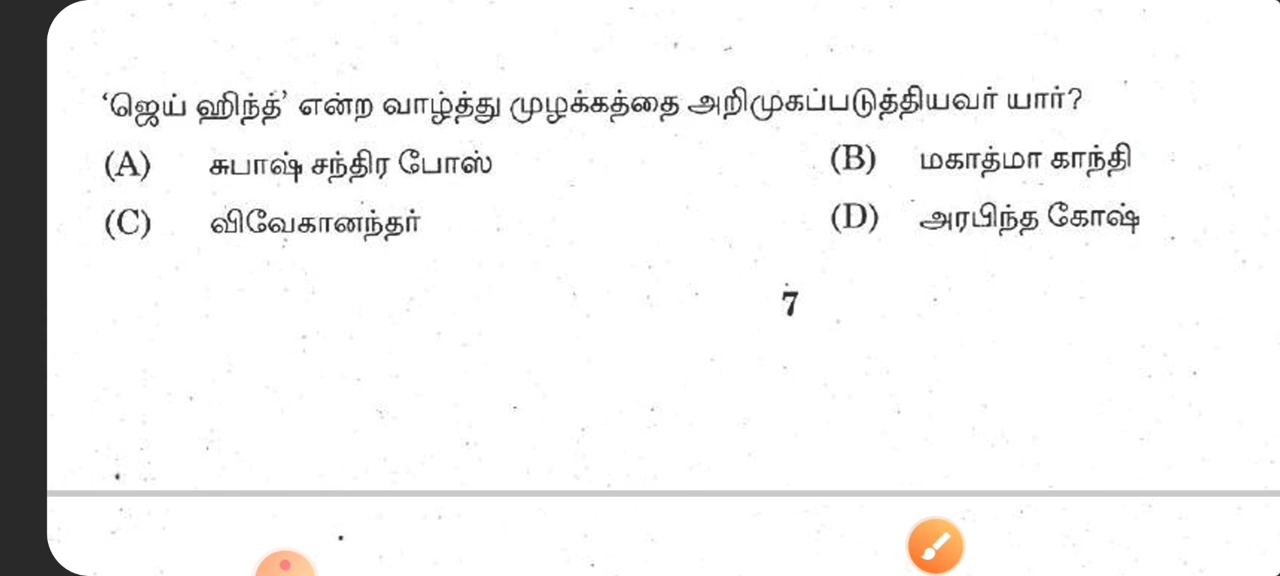 ‘ஜெய் ஹிந்த்’ என்ற வாழ்த்து முழக்கத்தை அறிமுகப்படுத்தியவர் யார்?
(A) சுபாஷ் சந்திர போஸ் (B) மகாத்மா காந்தி
(C) விவேகானந்தர் (D) அரபிந்த கோஷ்
7